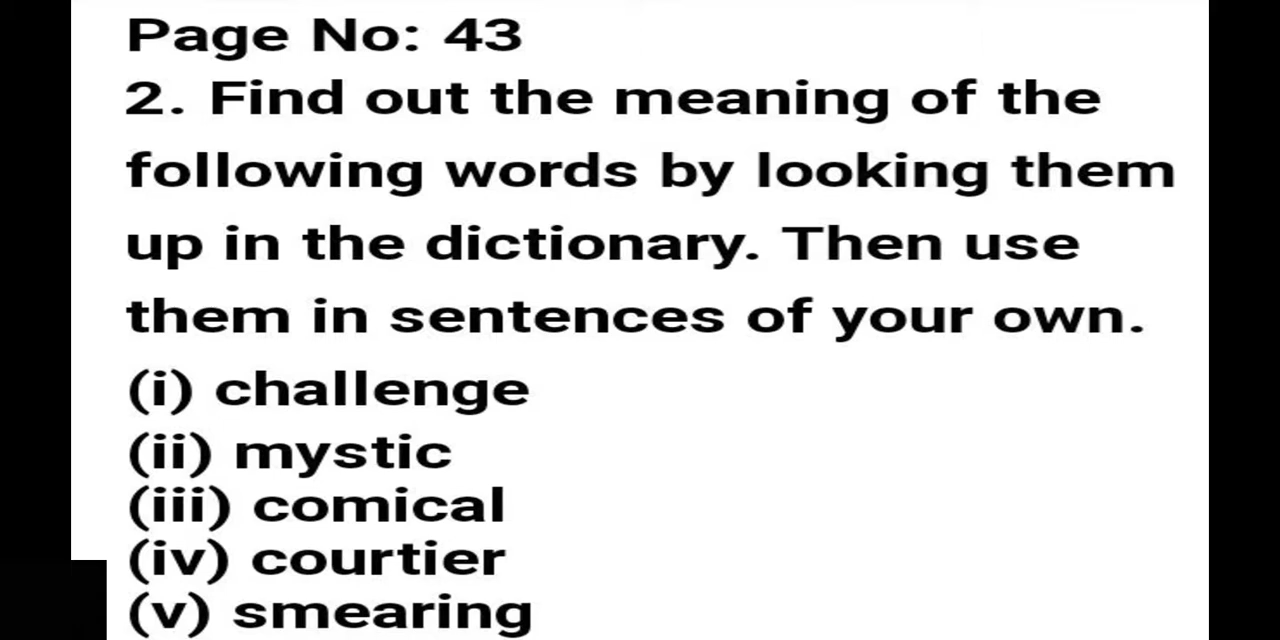 Page No: 43
2. Find out the meaning of the
following words by looking them
up in the dictionary. Then use
them in sentences of your own.
(i) challenge
(ii) mystic
(iii) comical
(iv) courtier
(v) smearing